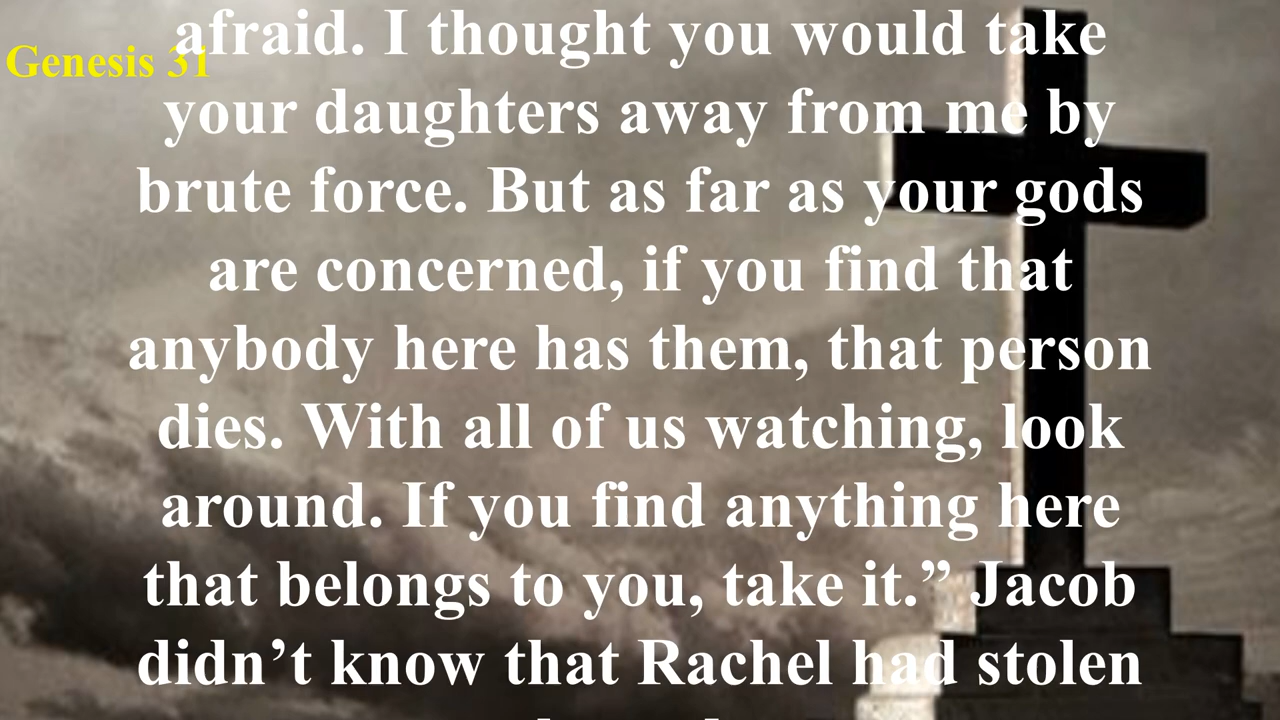 Genesis 31
afraid. I thought you would take
your daughters away from me by
brute force. But as far as your gods
are concerned, if you find that
anybody here has them, that person
dies. With all of us watching, look
around. If you find anything here
that belongs to you, take it.” Jacob
didn’t know that Rachel had stolen